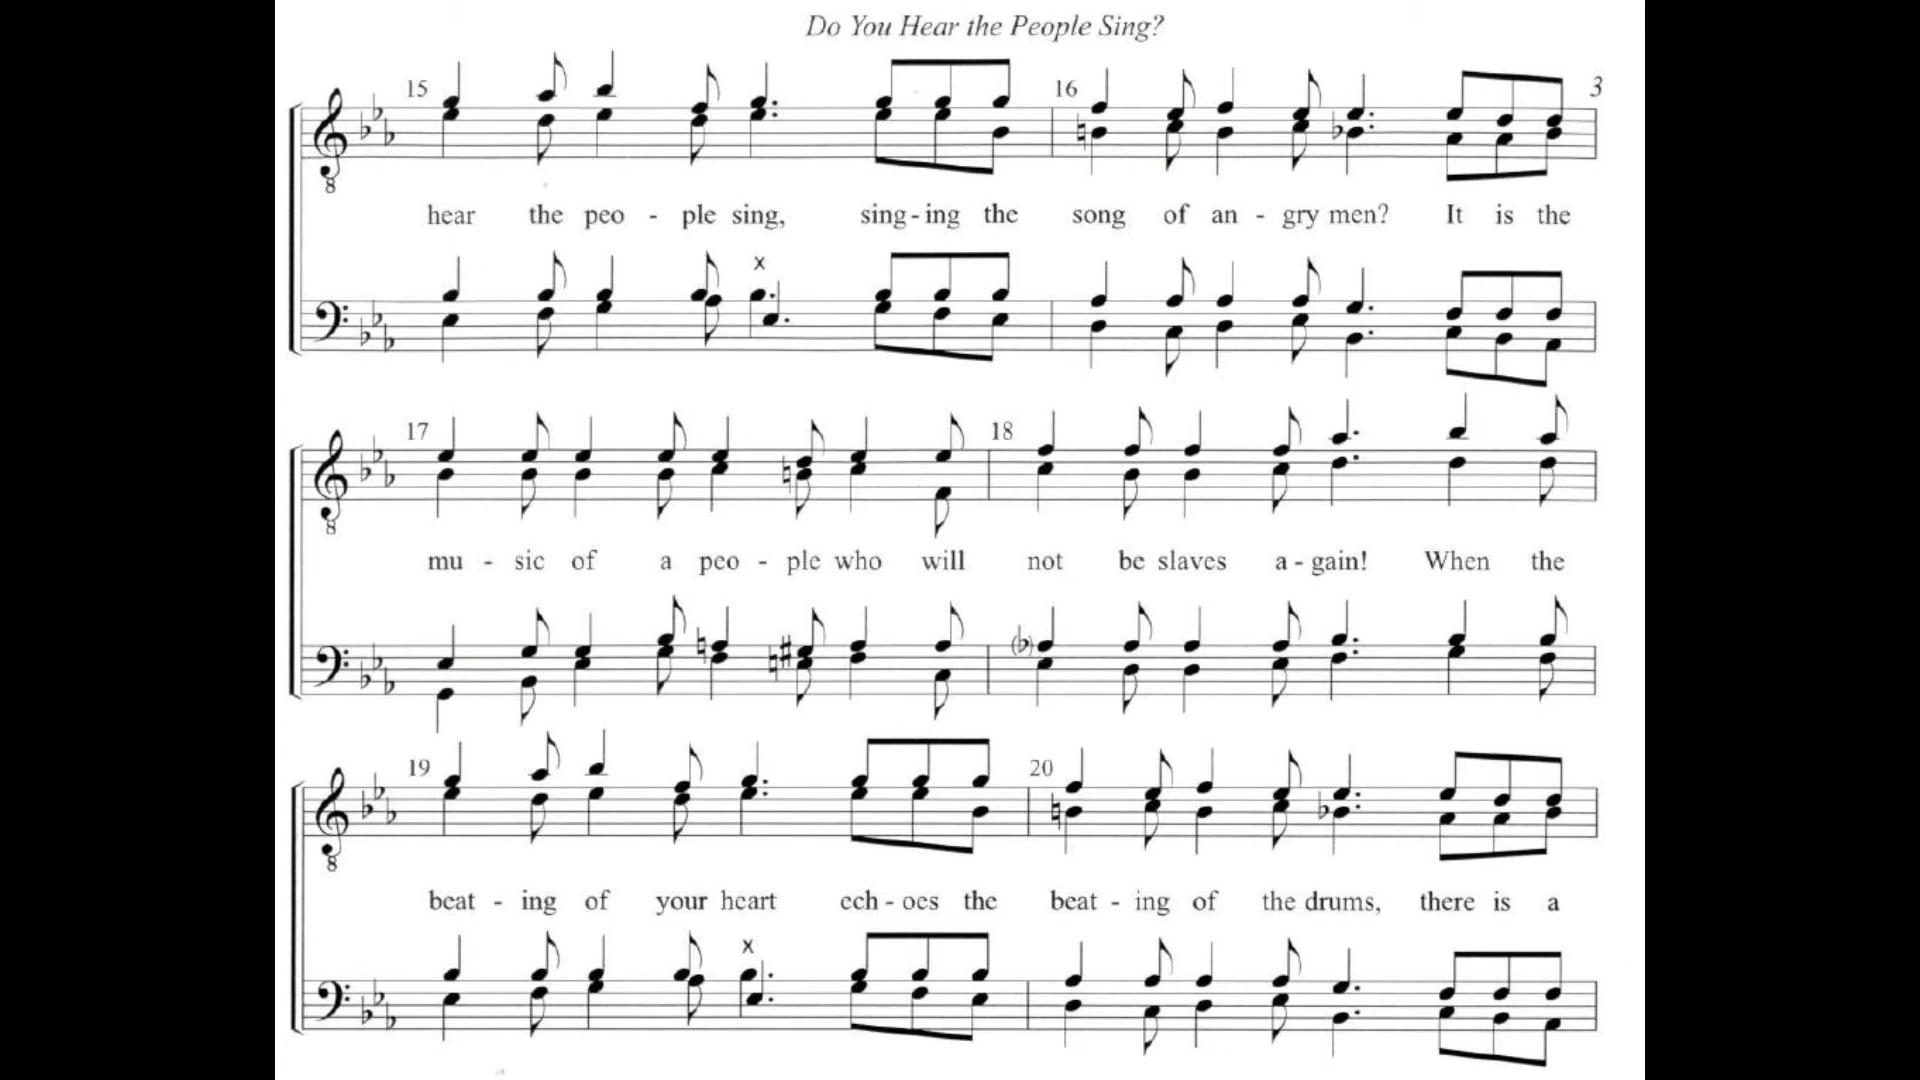 Do You Hear the People Sing?
15 16 3
8
hear the peo - ple sing, sing - ing the song of an - gry men? It is the
x
17 18
8
mu - sic of a peo - ple who will not be slaves a - gain! When the
19 20
8
beat - ing of your heart ech - oes the beat - ing of the drums, there is a
x